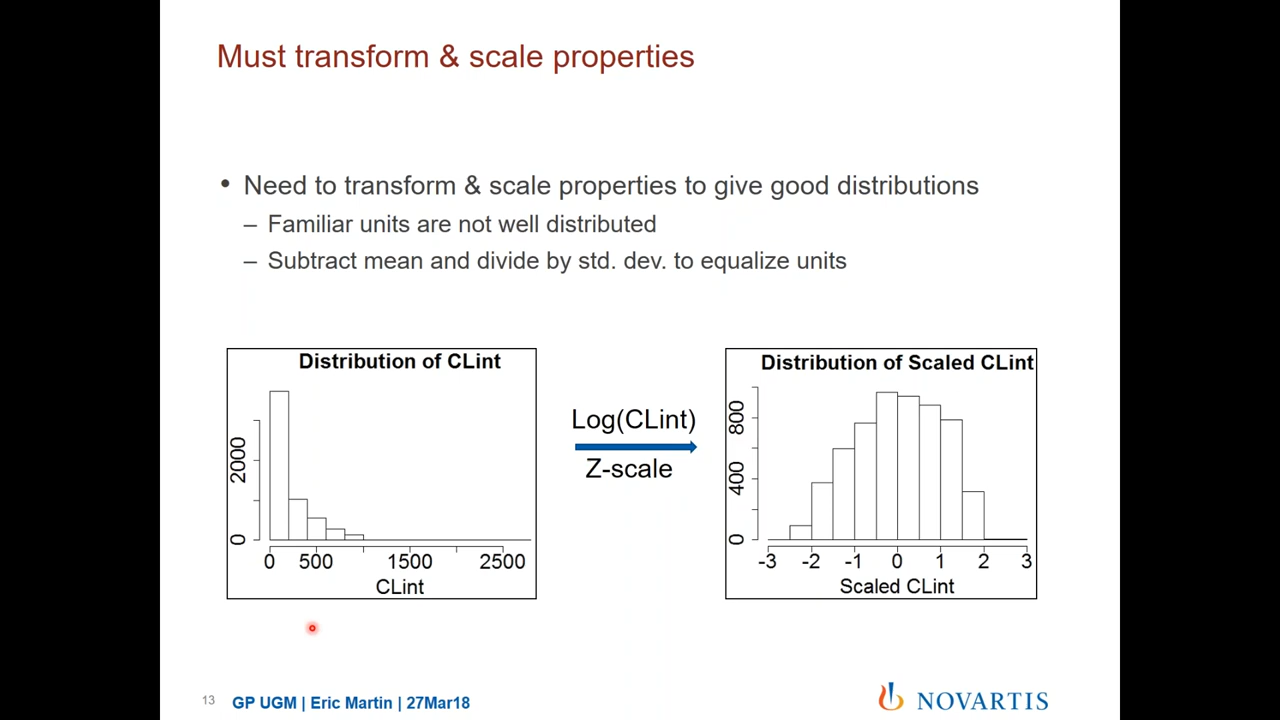 Must transform & scale properties
• Need to transform & scale properties to give good distributions
– Familiar units are not well distributed
– Subtract mean and divide by std. dev. to equalize units
Distribution of CLint
2000
0
0 500 1500 2500
CLint
Log(CLint)
Z-scale
Distribution of Scaled CLint
800
400
0
-3 -2 -1 0 1 2 3
Scaled CLint
13 GP UGM | Eric Martin | 27Mar18
NOVARTIS